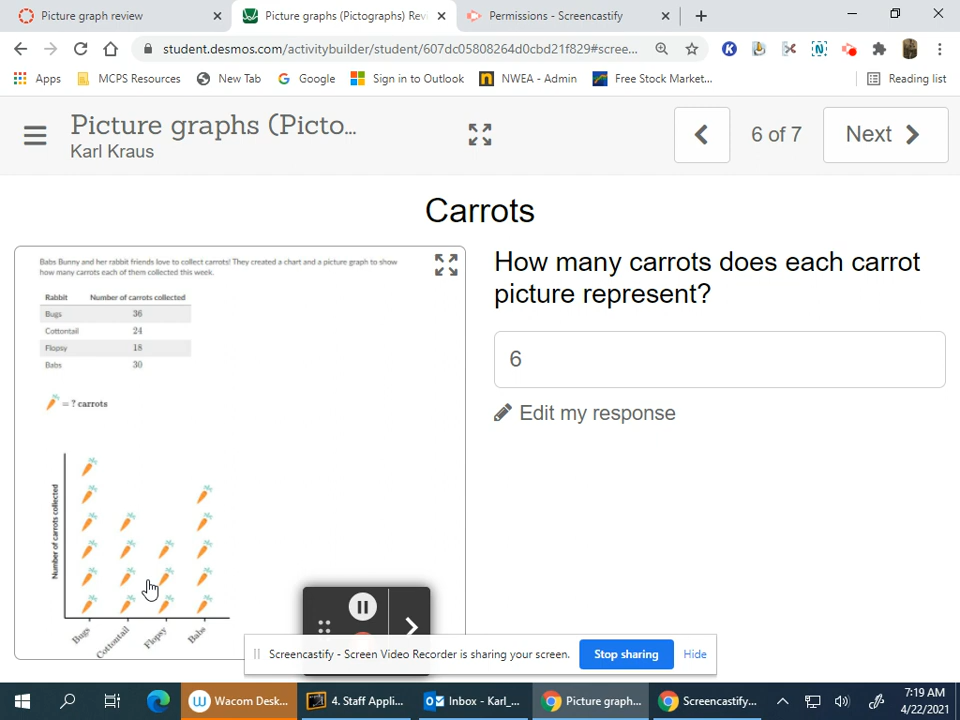 Picture graph review
Picture graphs (Pictographs) Rev
Permissions - Screencastify
student.desmos.com/activitybuilder/student/607dc05808264d0cbd21f829#scree...
Apps
MCPS Resources
New Tab
Google
Sign in to Outlook
NWEA - Admin
Free Stock Market...
Reading list
Picture graphs (Picto...
Karl Kraus
6 of 7
Next
Carrots
Babs Bunny and her rabbit friends love to collect carrots! They created a chart and a picture graph to show
how many carrots each of them collected this week.
Rabbit Number of carrots collected
Bugs 36
Cottontail 24
Flopsy 18
Babs 30
= ? carrots
Number of carrots collected
Bugs
Cottontail
Flopsy
Babs
How many carrots does each carrot
picture represent?
6
Edit my response
Screencastify - Screen Video Recorder is sharing your screen.
Stop sharing
Hide
Wacom Desk...
4. Staff Appli...
Inbox - Karl_...
Picture graph...
Screencastify...
7:19 AM
4/22/2021